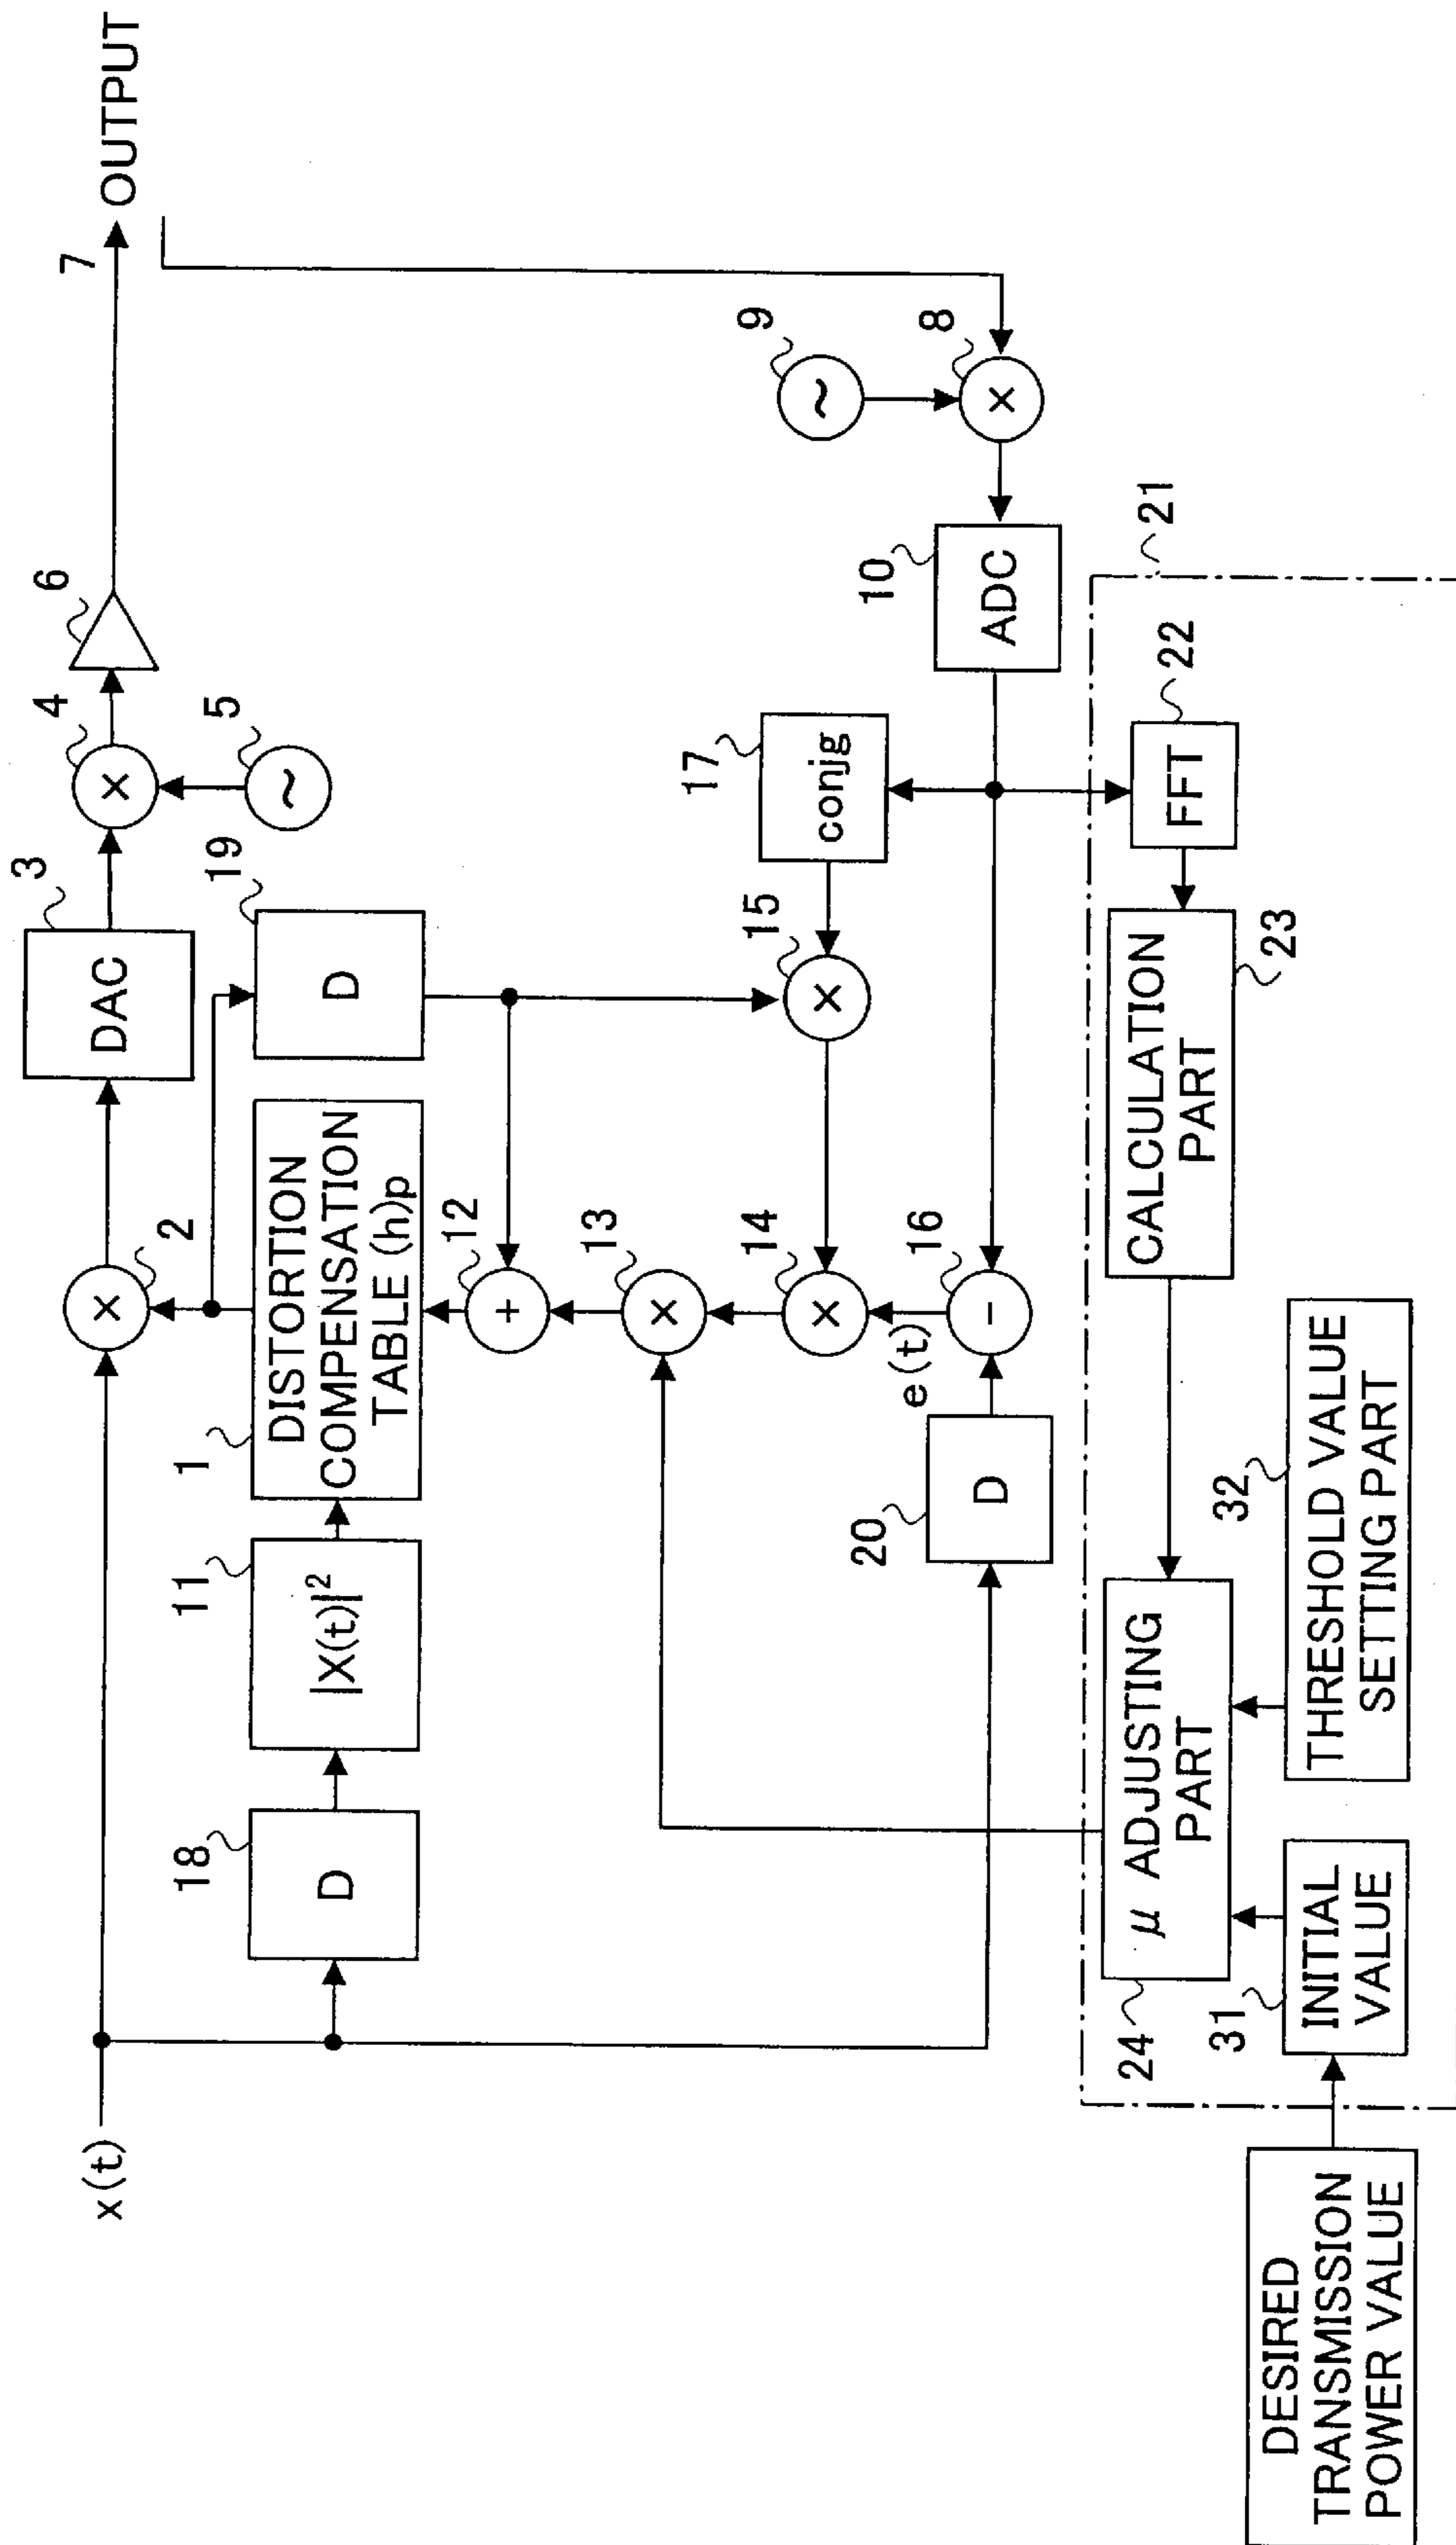 x(t)
2
3
DAC
4
5
6
7
OUTPUT
18
D
11
|X(t)|²
1
DISTORTION
COMPENSATION
TABLE (h)p
19
D
12
+
13
×
14
×
15
×
17
conjg
9
~
8
×
10
ADC
20
D
e(t)
16
-
×
×
~
21
22
FFT
23
CALCULATION
PART
24
μ ADJUSTING
PART
31
INITIAL
VALUE
32
THRESHOLD VALUE
SETTING PART
DESIRED
TRANSMISSION
POWER VALUE